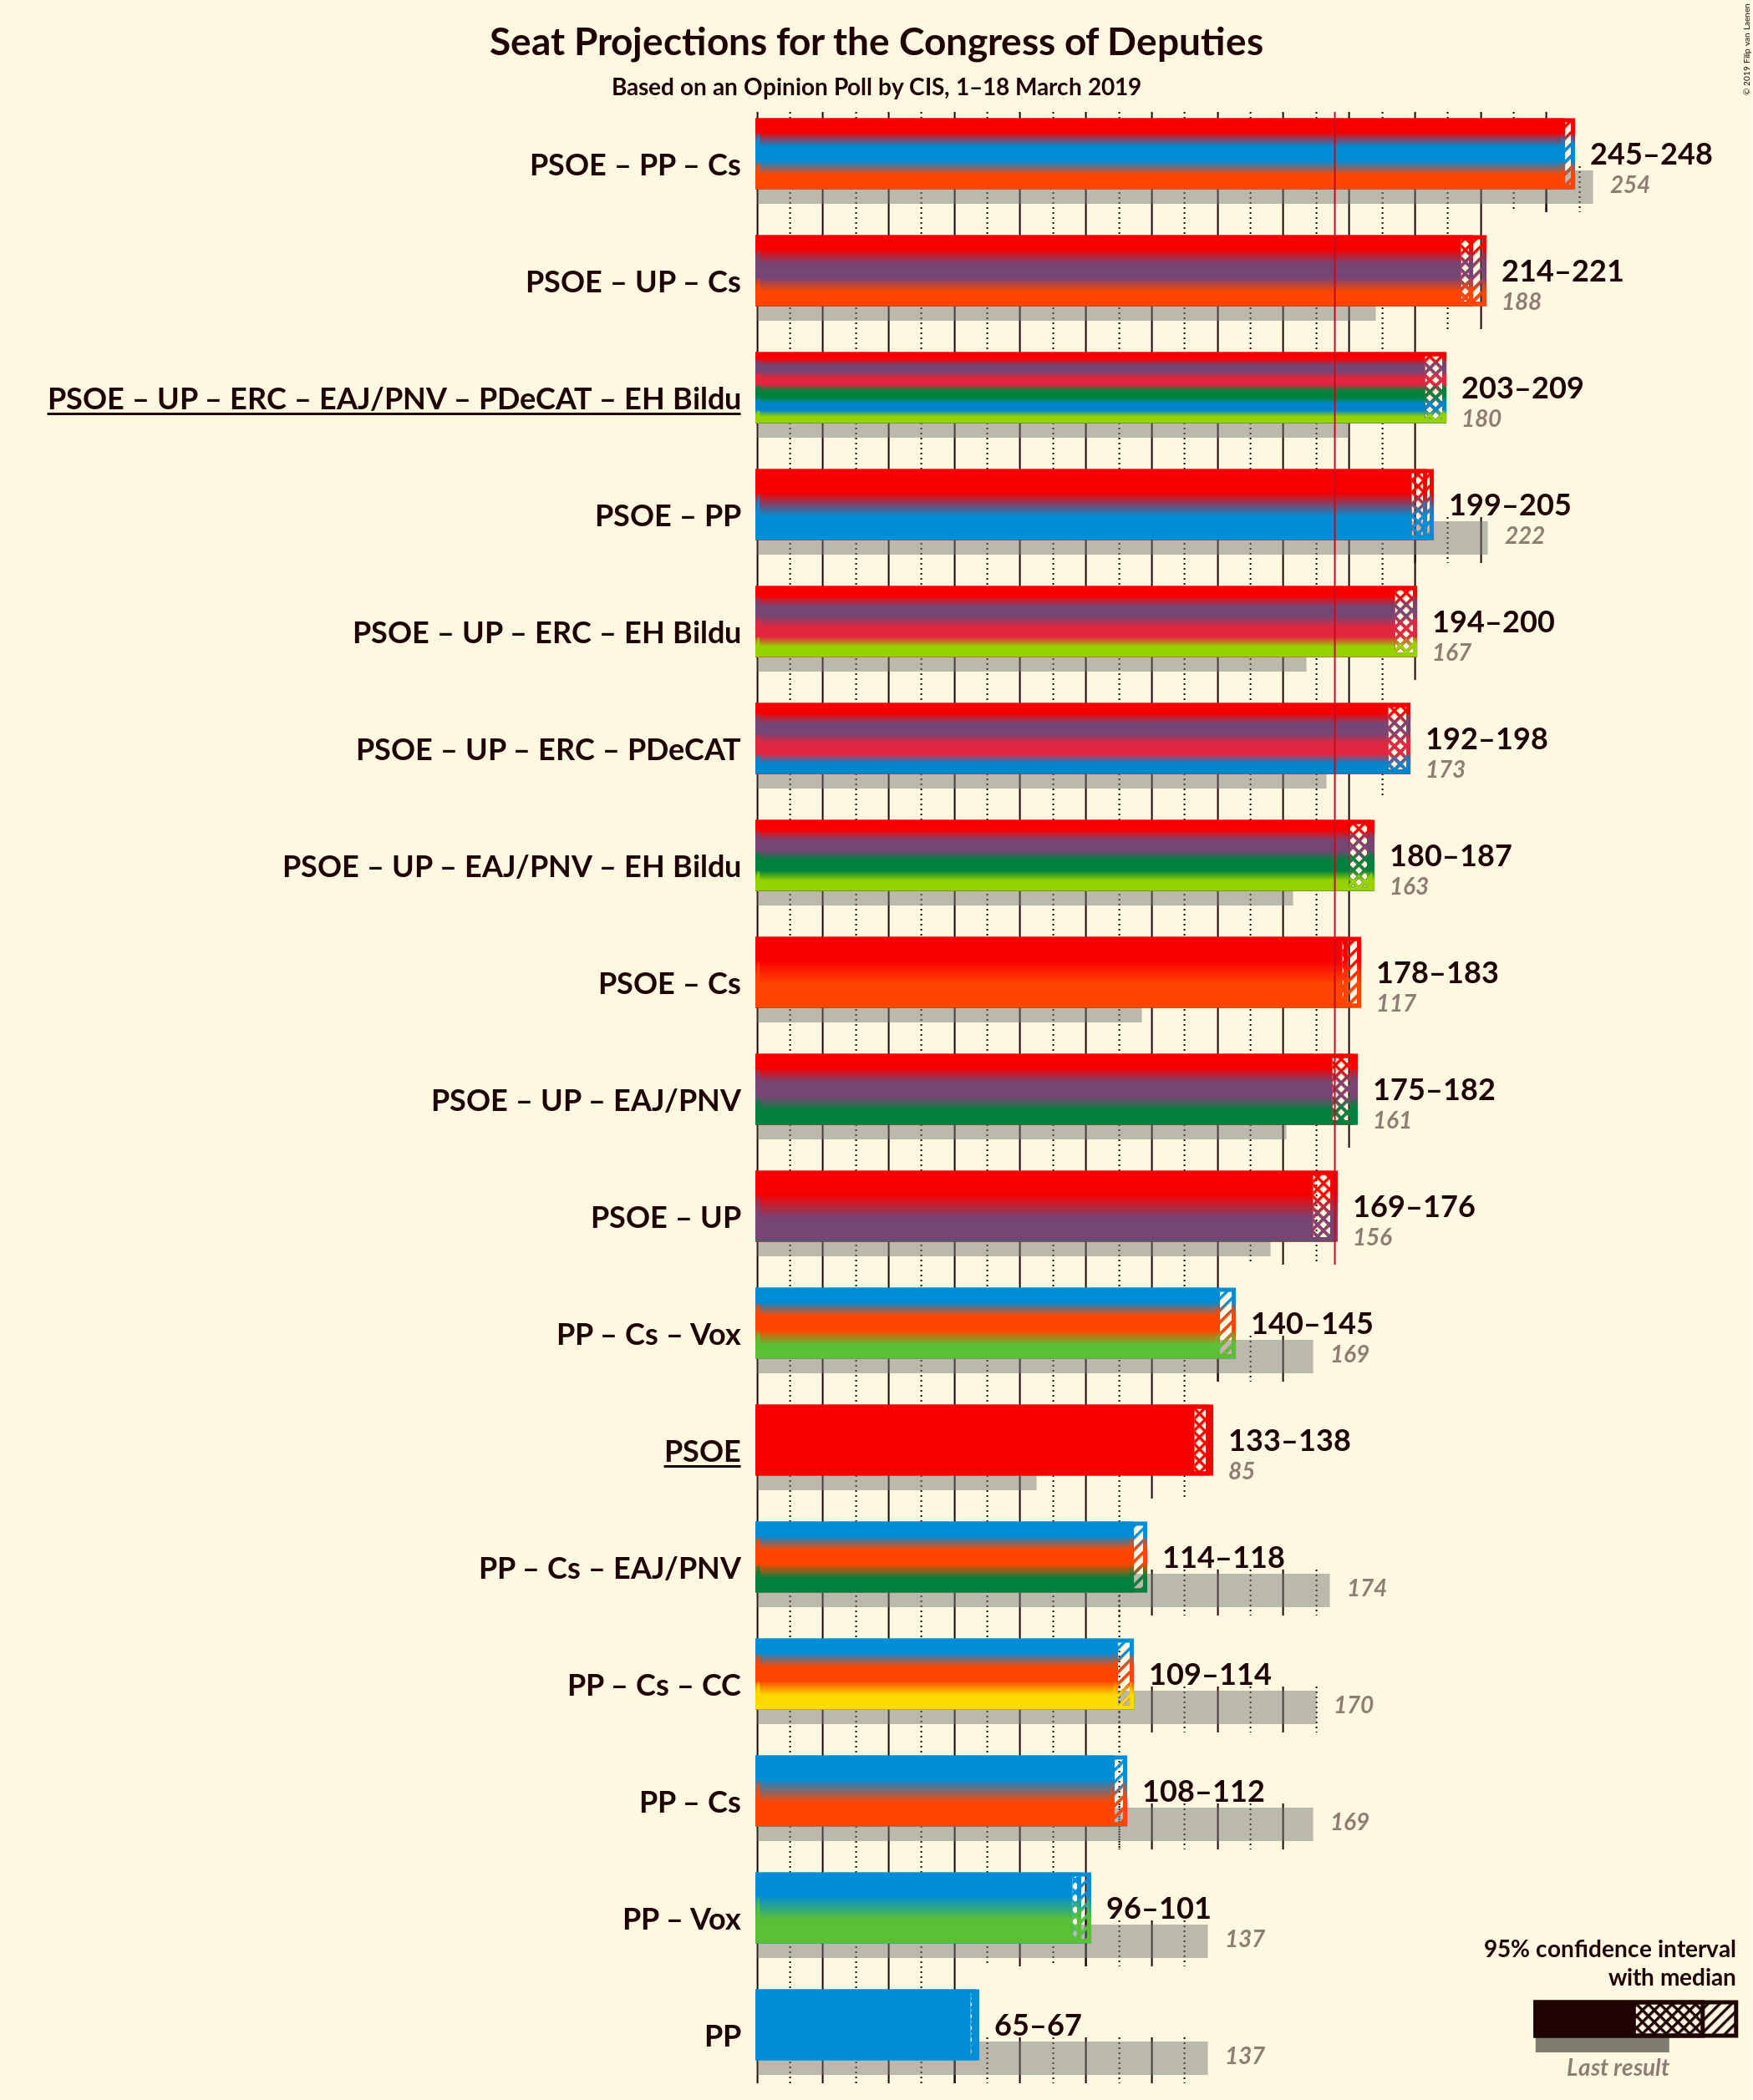 Seat Projections for the Congress of Deputies
Based on an Opinion Poll by CIS, 1–18 March 2019
© 2019 Filip van Laenen
PSOE – PP – Cs
245–248
254
PSOE – UP – Cs
214–221
188
PSOE – UP – ERC – EAJ/PNV – PDeCAT – EH Bildu
203–209
180
PSOE – PP
199–205
222
PSOE – UP – ERC – EH Bildu
194–200
167
PSOE – UP – ERC – PDeCAT
192–198
173
PSOE – UP – EAJ/PNV – EH Bildu
180–187
163
PSOE – Cs
178–183
117
PSOE – UP – EAJ/PNV
175–182
161
PSOE – UP
169–176
156
PP – Cs – Vox
140–145
169
PSOE
133–138
85
PP – Cs – EAJ/PNV
114–118
174
PP – Cs – CC
109–114
170
PP – Cs
108–112
169
PP – Vox
96–101
137
PP
65–67
137
95% confidence interval
with median
Last result